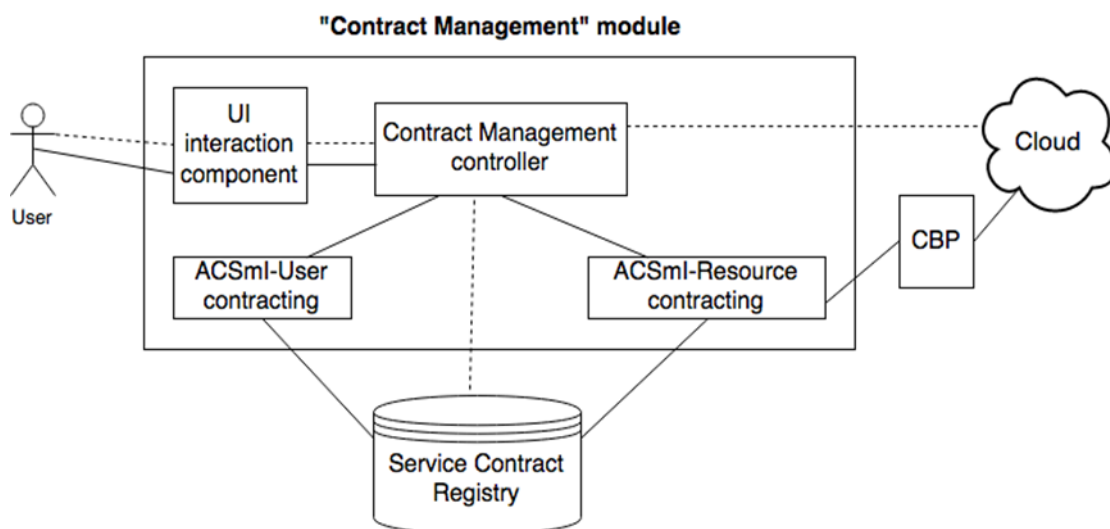 "Contract Management" module
UI
interaction
component
Contract Management
controller
Cloud
User
CBP
ACSmI-User
contracting
ACSmI-Resource
contracting
Service Contract
Registry